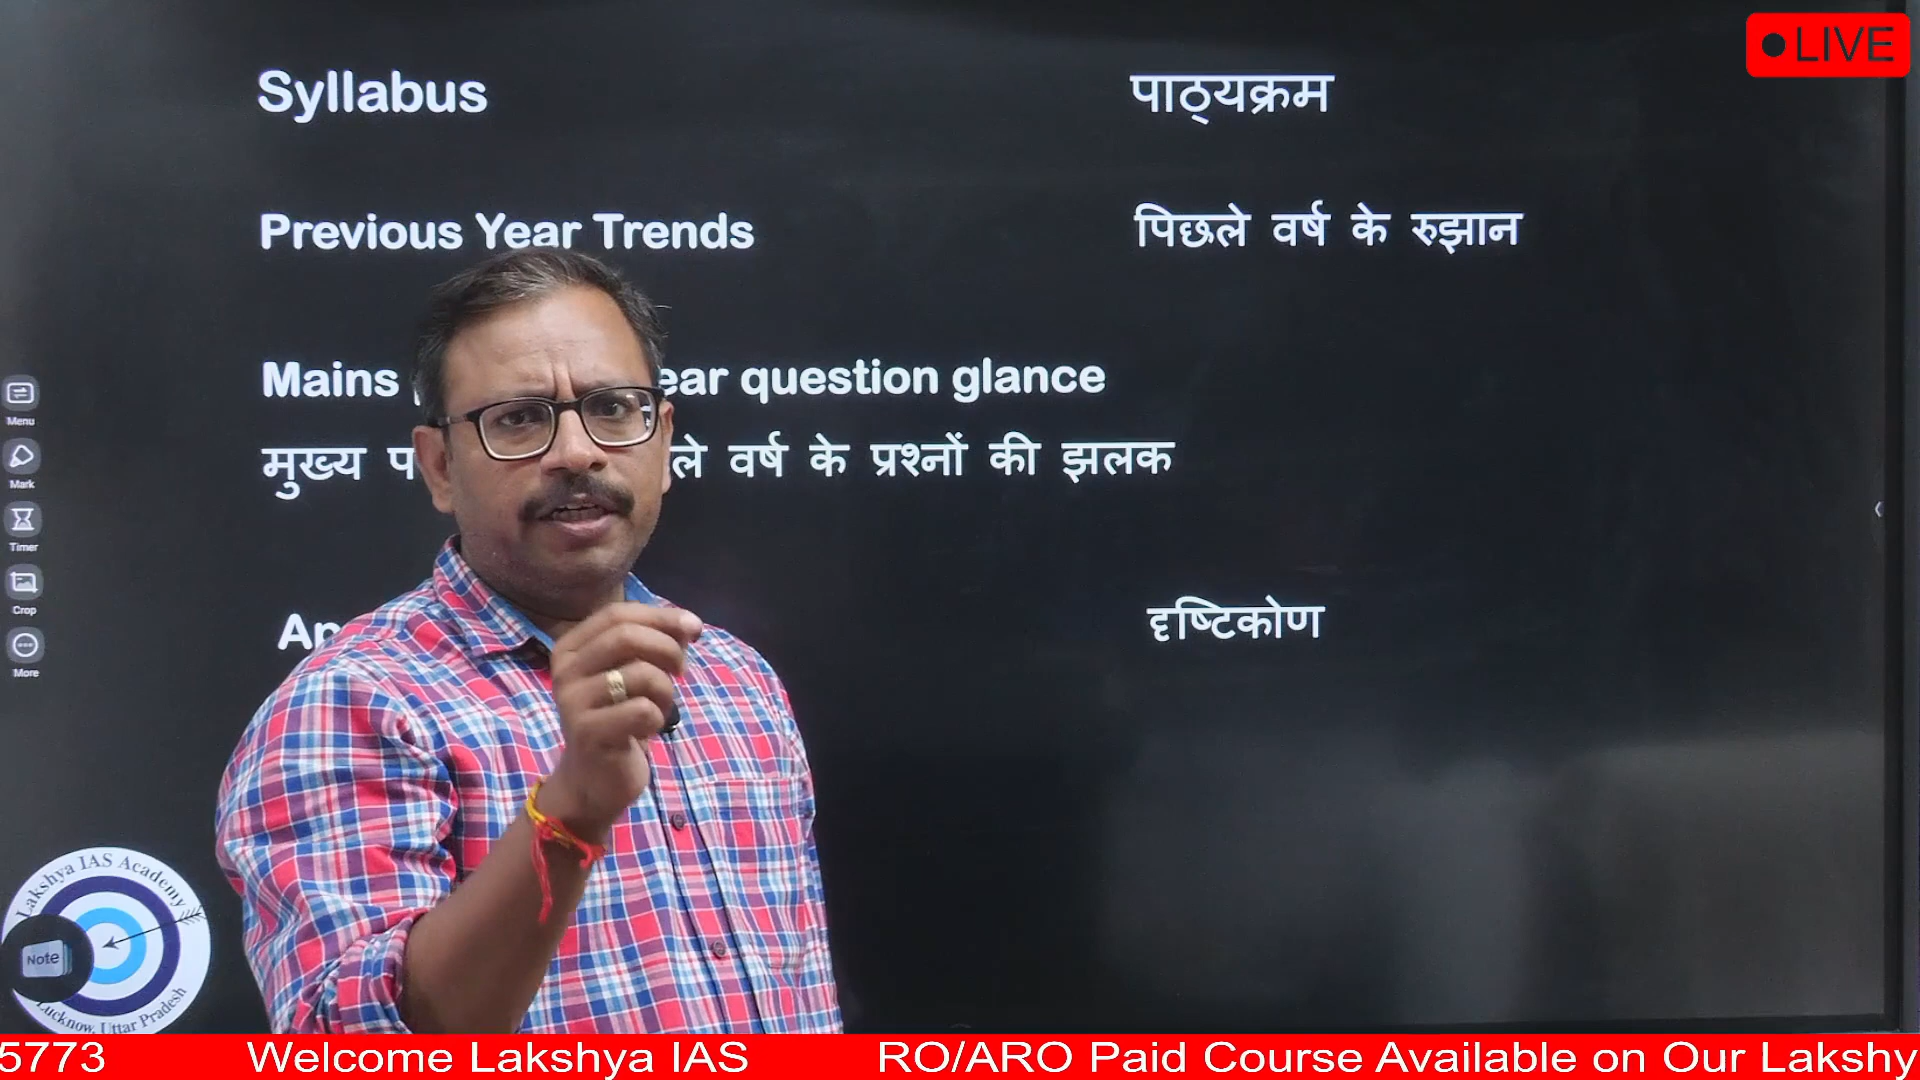 LIVE
Syllabus पाठ्यक्रम
Previous Year Trends पिछले वर्ष के रुझान
Mains ear question glance
मुख्य प ले वर्ष के प्रश्नों की झलक
Menu
Mark
Timer
Crop
More
Ap दृष्टिकोण
Lakshya IAS Academy
Note
Lucknow, Uttar Pradesh
5773 Welcome Lakshya IAS RO/ARO Paid Course Available on Our Lakshy